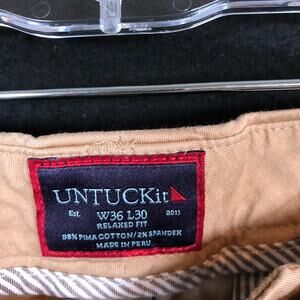 UNTUCKit
Est. W36 L30 2011
RELAXED FIT
98% PIMA COTTON/2% SPANDEX
MADE IN PERU